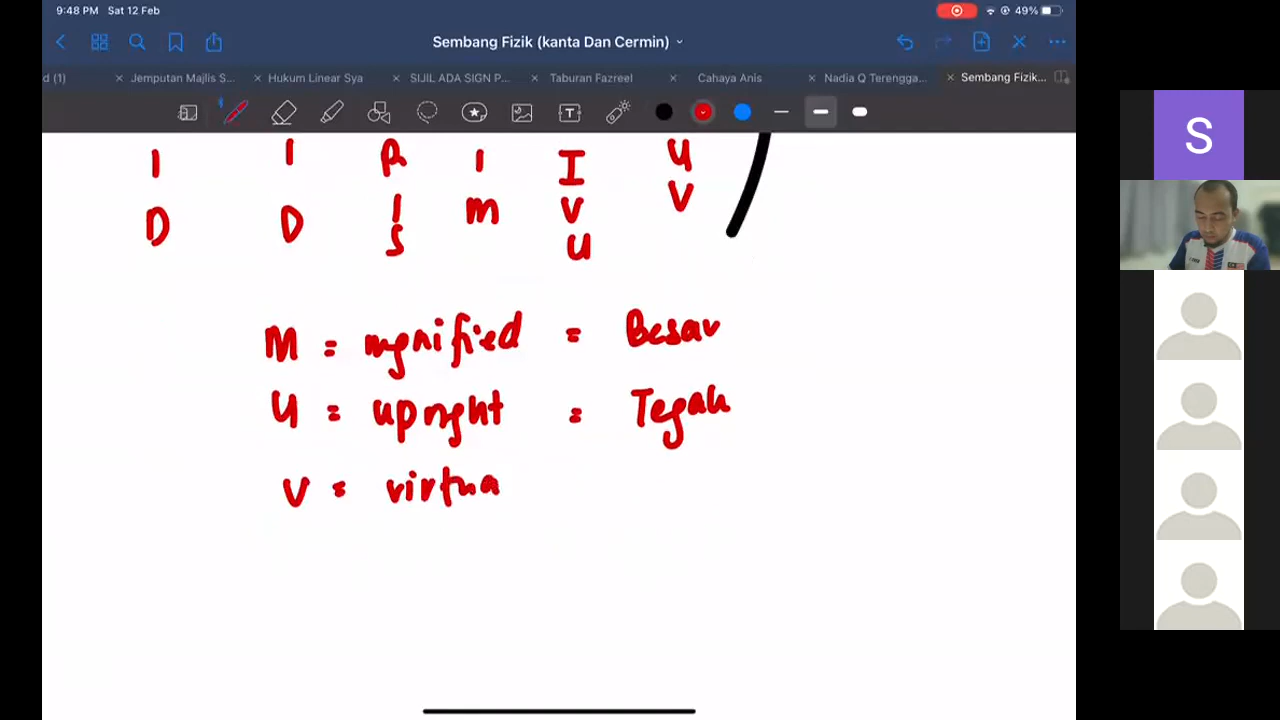 9:48 PM Sat 12 Feb
49%
Sembang Fizik (kanta Dan Cermin)
d (1)
Jemputan Majlis S...
Hukum Linear Sya
SIJIL ADA SIGN P...
Taburan Fazreel
Cahaya Anis
Nadia Q Terengga...
Sembang Fizik...
I I R I I U
D D I M V V
S U
M = mgnified = Besar
U = upright = Tegak
V = virtua
S